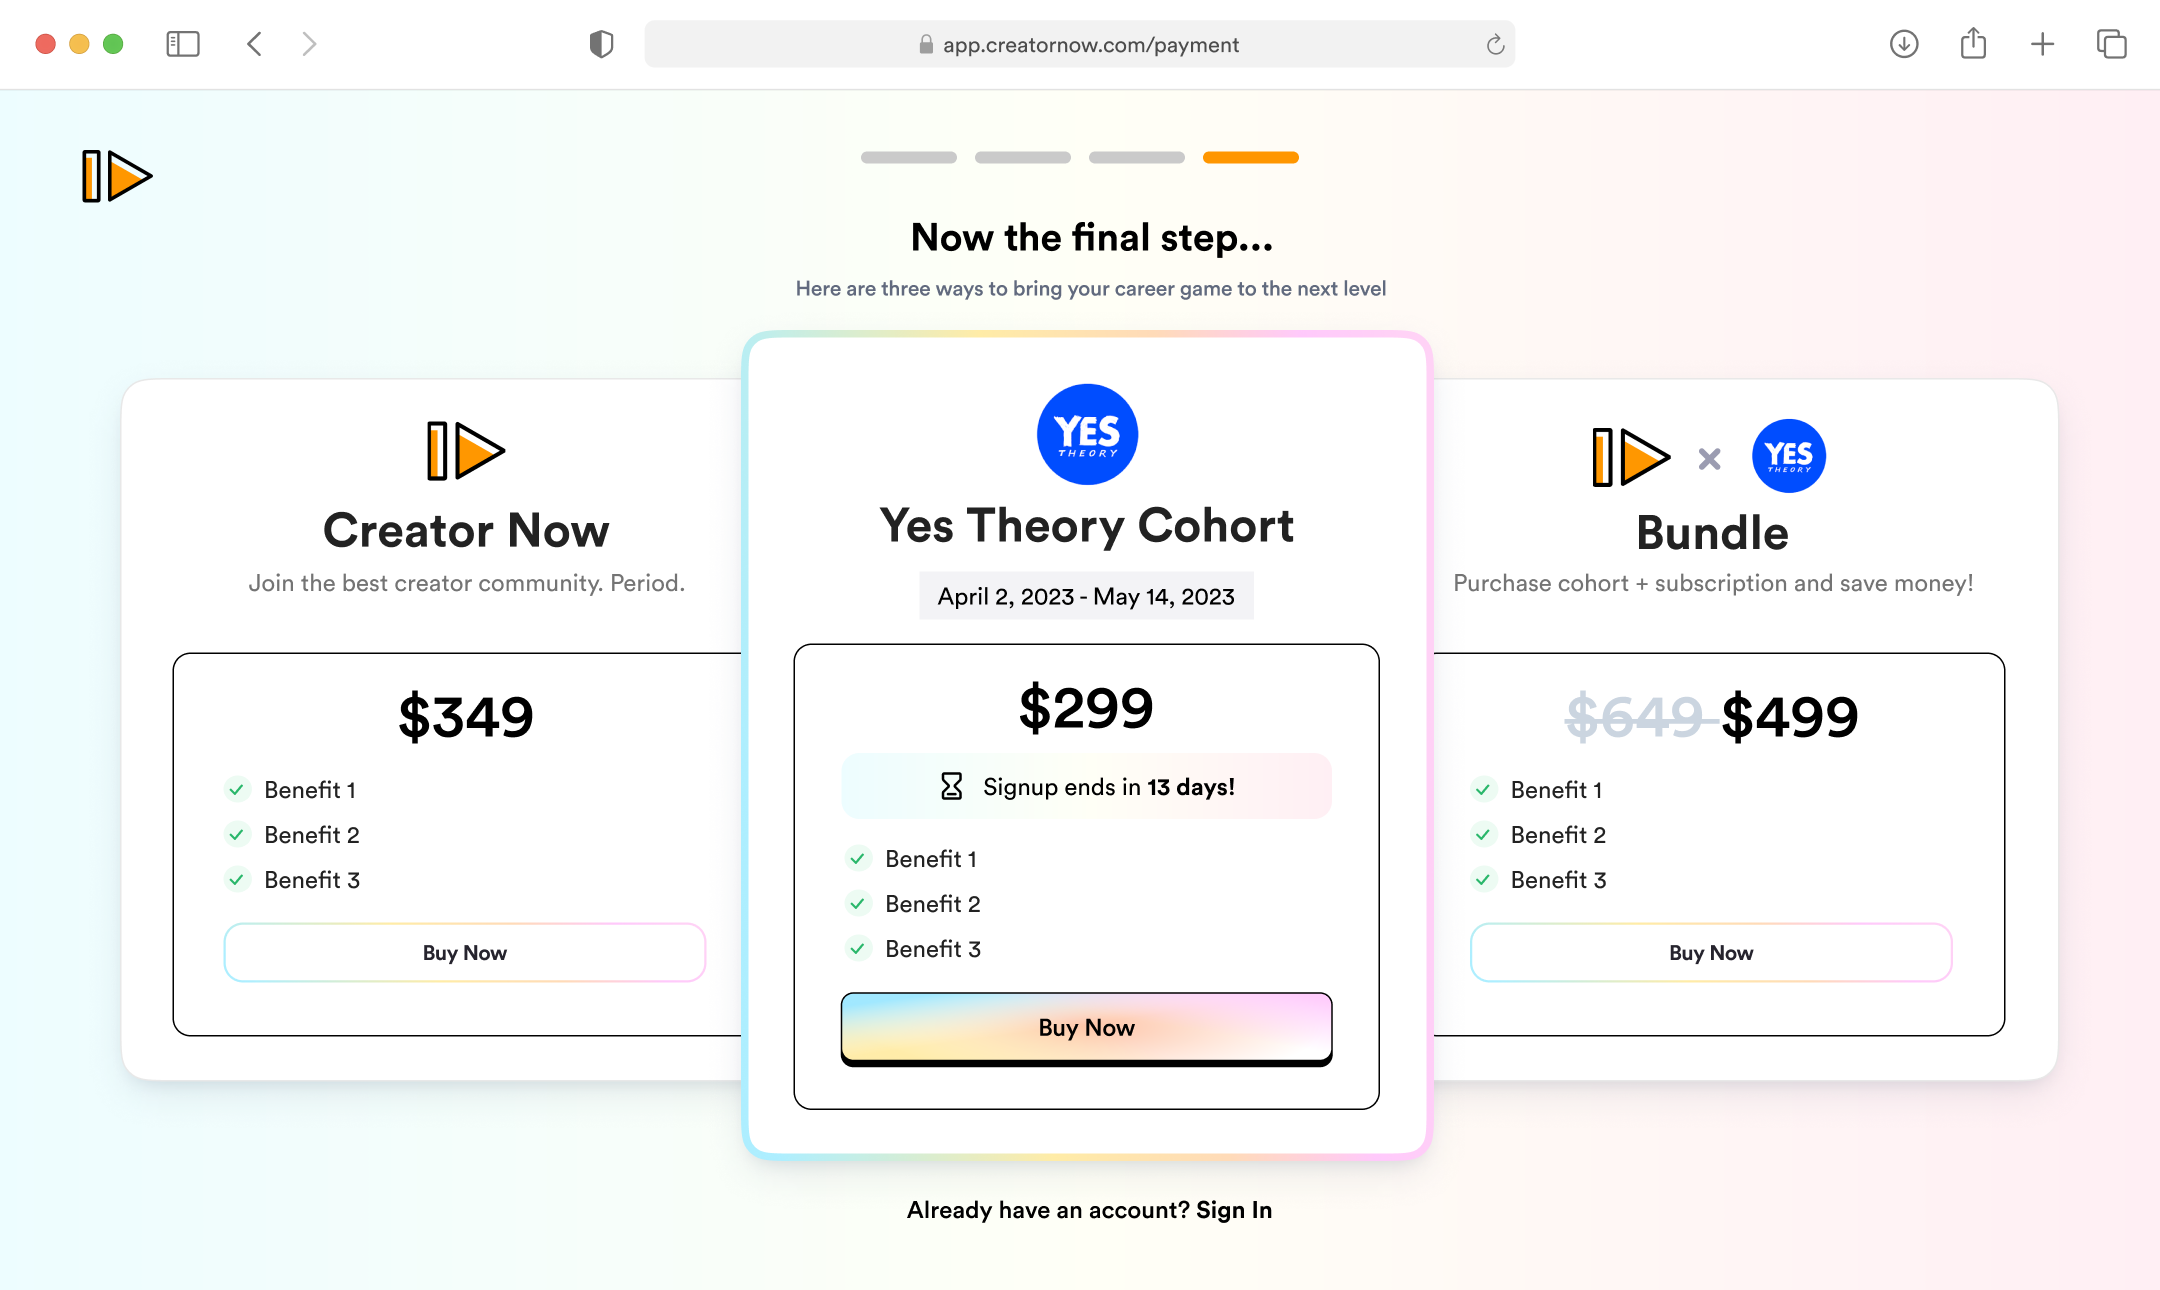 app.creatornow.com/payment
Now the final step...
Here are three ways to bring your career game to the next level
Creator Now
Join the best creator community. Period.
$349
Benefit 1
Benefit 2
Benefit 3
Buy Now
YES
THEORY
Yes Theory Cohort
April 2, 2023 - May 14, 2023
$299
Signup ends in 13 days!
Benefit 1
Benefit 2
Benefit 3
Buy Now
YES
THEORY
Bundle
Purchase cohort + subscription and save money!
$649 $499
Benefit 1
Benefit 2
Benefit 3
Buy Now
Already have an account? Sign In